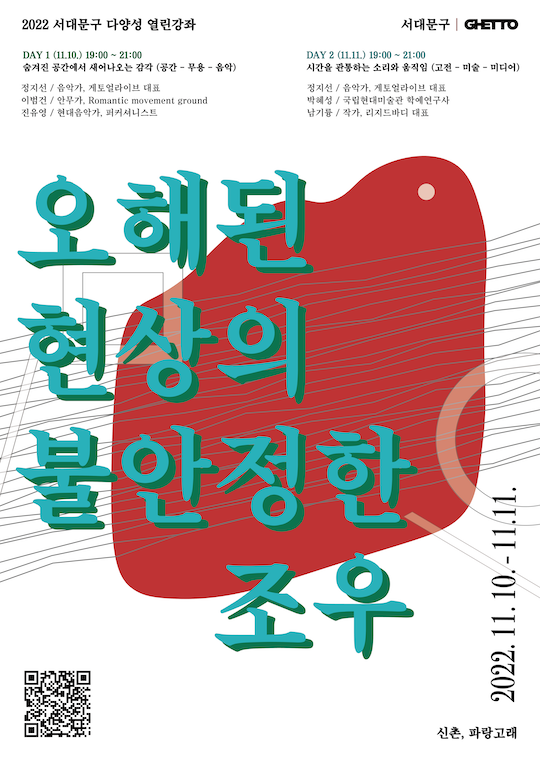 2022 서대문구 다양성 열린강좌
서대문구 | GHETTO
DAY 1 (11.10.) 19:00 ~ 21:00
숨겨진 공간에서 새어나오는 감각 (공간 - 무용 - 음악)
정지선 / 음악가, 게토얼라이브 대표
이범건 / 안무가, Romantic movement ground
진유영 / 현대음악가, 퍼커셔니스트
DAY 2 (11.11.) 19:00 ~ 21:00
시간을 관통하는 소리와 움직임 (고전 - 미술 - 미디어)
정지선 / 음악가, 게토얼라이브 대표
박혜성 / 국립현대미술관 학예연구사
남기륭 / 작가, 리지드바디 대표
오해된
현상의
불안정한
조우
2022. 11. 10. - 11.11.
신촌, 파랑고래